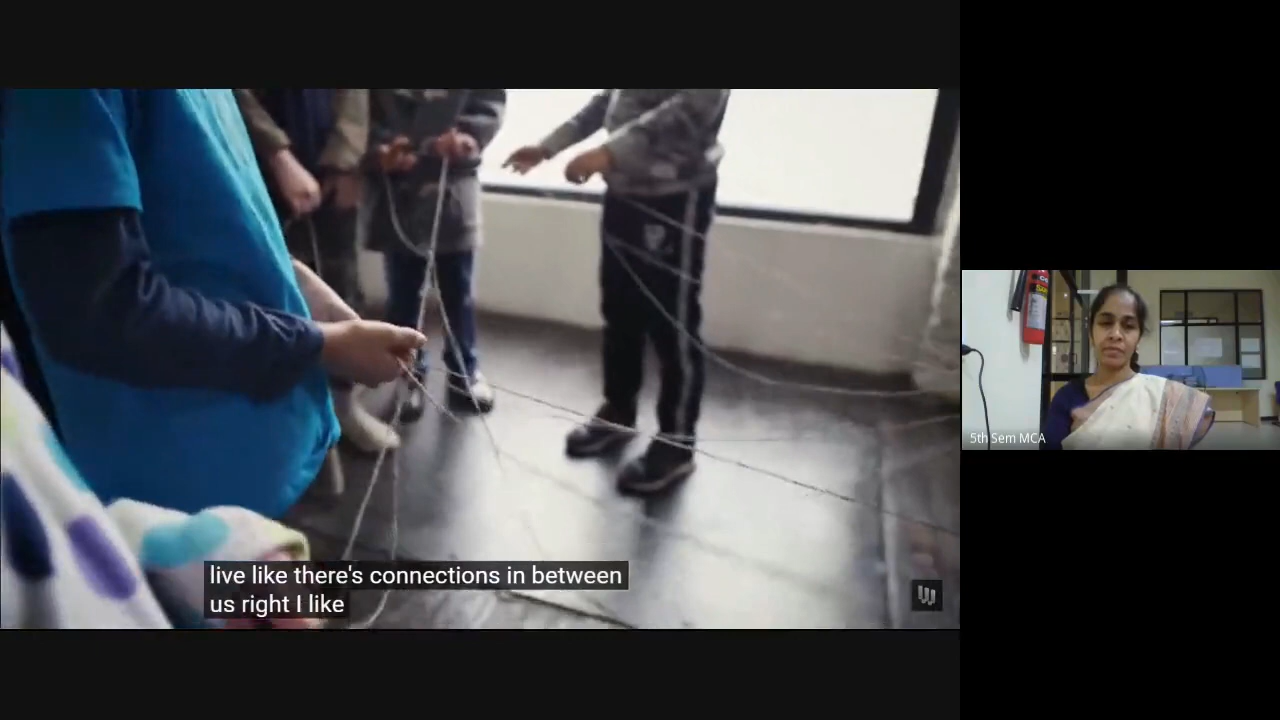 live like there's connections in between
us right I like
5th Sem MCA